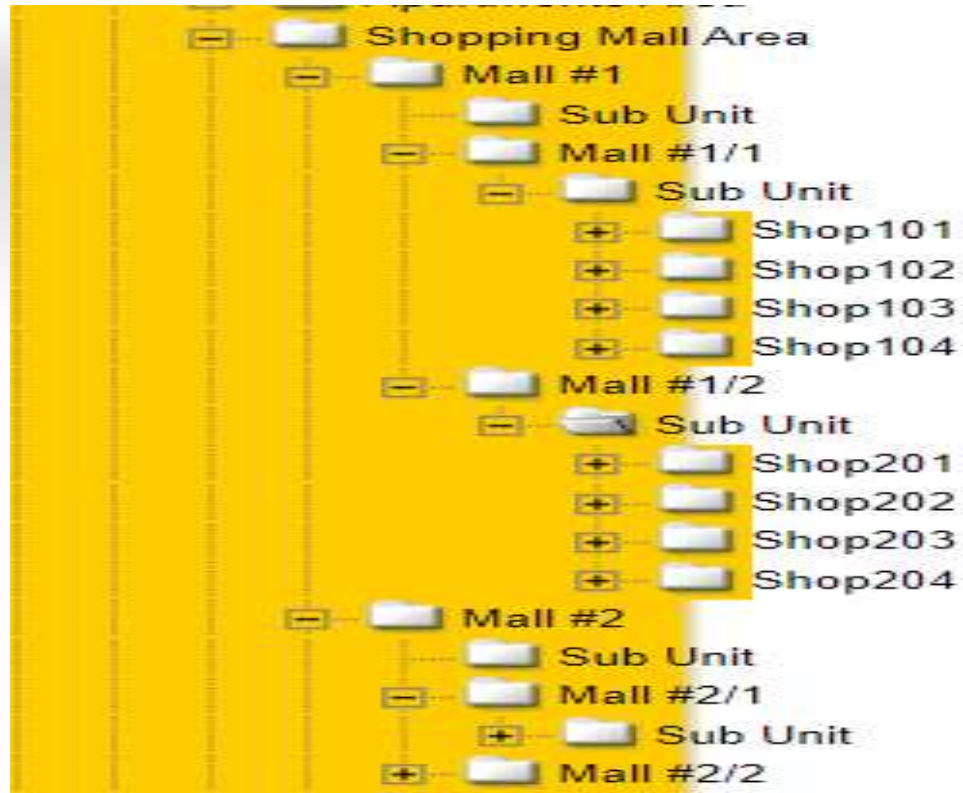 Shopping Mall Area
Mall #1
Sub Unit
Mall #1/1
Sub Unit
Shop101
Shop102
Shop103
Shop104
Mall #1/2
Sub Unit
Shop201
Shop202
Shop203
Shop204
Mall #2
Sub Unit
Mall #2/1
Sub Unit
Mall #2/2